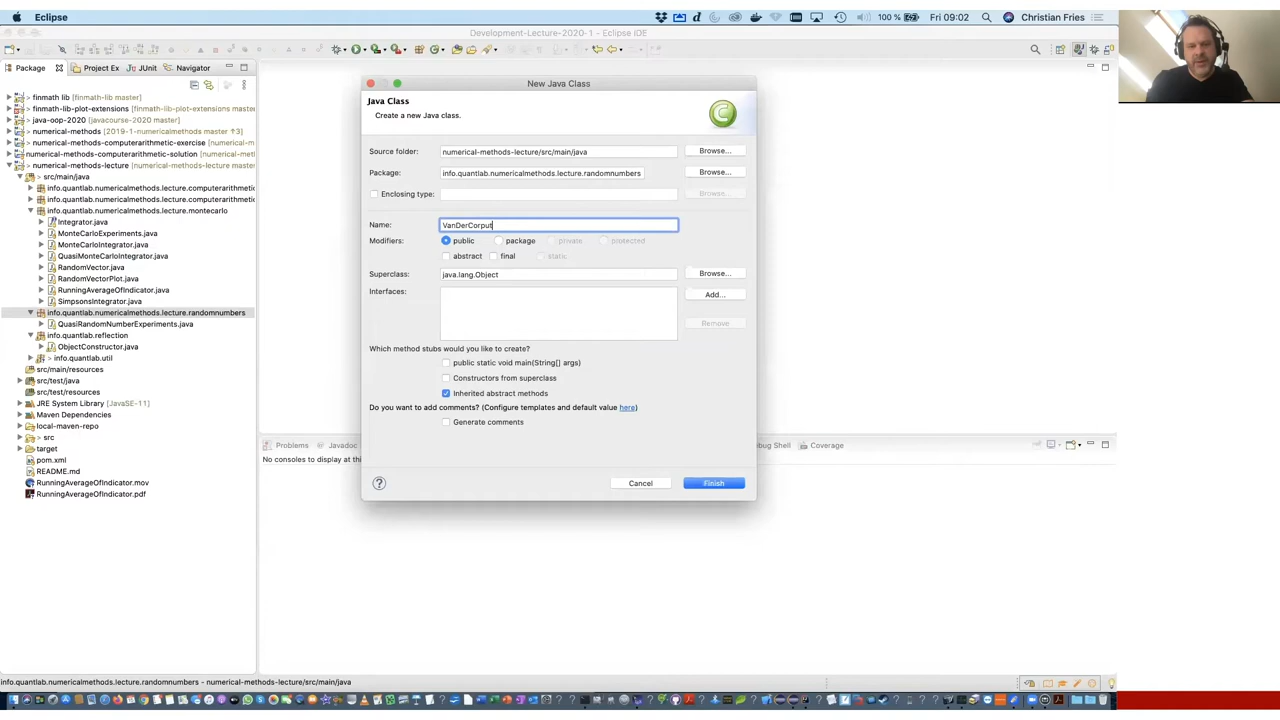 Eclipse
100 %
Fri 09:02
Christian Fries
Development-Lecture-2020-1 - Eclipse IDE
Package
Project Ex
JUnit
Navigator
finmath lib [finmath-lib master]
finmath-lib-plot-extensions [finmath-lib-plot-extensions master]
java-oop-2020 [javacourse-2020 master]
numerical-methods [2019-1-numericalmethods master ↑3]
numerical-methods-computerarithmetic-exercise [numerical-m
numerical-methods-computerarithmetic-solution [numerical-met
numerical-methods-lecture [numerical-methods-lecture master]
src/main/java
info.quantlab.numericalmethods.lecture.computerarithmetic
info.quantlab.numericalmethods.lecture.computerarithmetic
info.quantlab.numericalmethods.lecture.montecarlo
Integrator.java
MonteCarloExperiments.java
MonteCarloIntegrator.java
QuasiMonteCarloIntegrator.java
RandomVector.java
RandomVectorPlot.java
RunningAverageOfIndicator.java
SimpsonsIntegrator.java
info.quantlab.numericalmethods.lecture.randomnumbers
QuasiRandomNumberExperiments.java
info.quantlab.reflection
ObjectConstructor.java
info.quantlab.util
src/main/resources
src/test/java
src/test/resources
JRE System Library [JavaSE-11]
Maven Dependencies
local-maven-repo
src
target
pom.xml
README.md
RunningAverageOfIndicator.mov
RunningAverageOfIndicator.pdf
New Java Class
Java Class
Create a new Java class.
Source folder:
numerical-methods-lecture/src/main/java
Browse...
Package:
info.quantlab.numericalmethods.lecture.randomnumbers
Browse...
Enclosing type:
Browse...
Name:
VanDerCorput
Modifiers:
public
package
private
protected
abstract
final
static
Superclass:
java.lang.Object
Browse...
Interfaces:
Add...
Remove
Which method stubs would you like to create?
public static void main(String[] args)
Constructors from superclass
Inherited abstract methods
Do you want to add comments? (Configure templates and default value here)
Generate comments
Cancel
Finish
Problems
Javadoc
bug Shell
Coverage
No consoles to display at thi
info.quantlab.numericalmethods.lecture.randomnumbers - numerical-methods-lecture/src/main/java